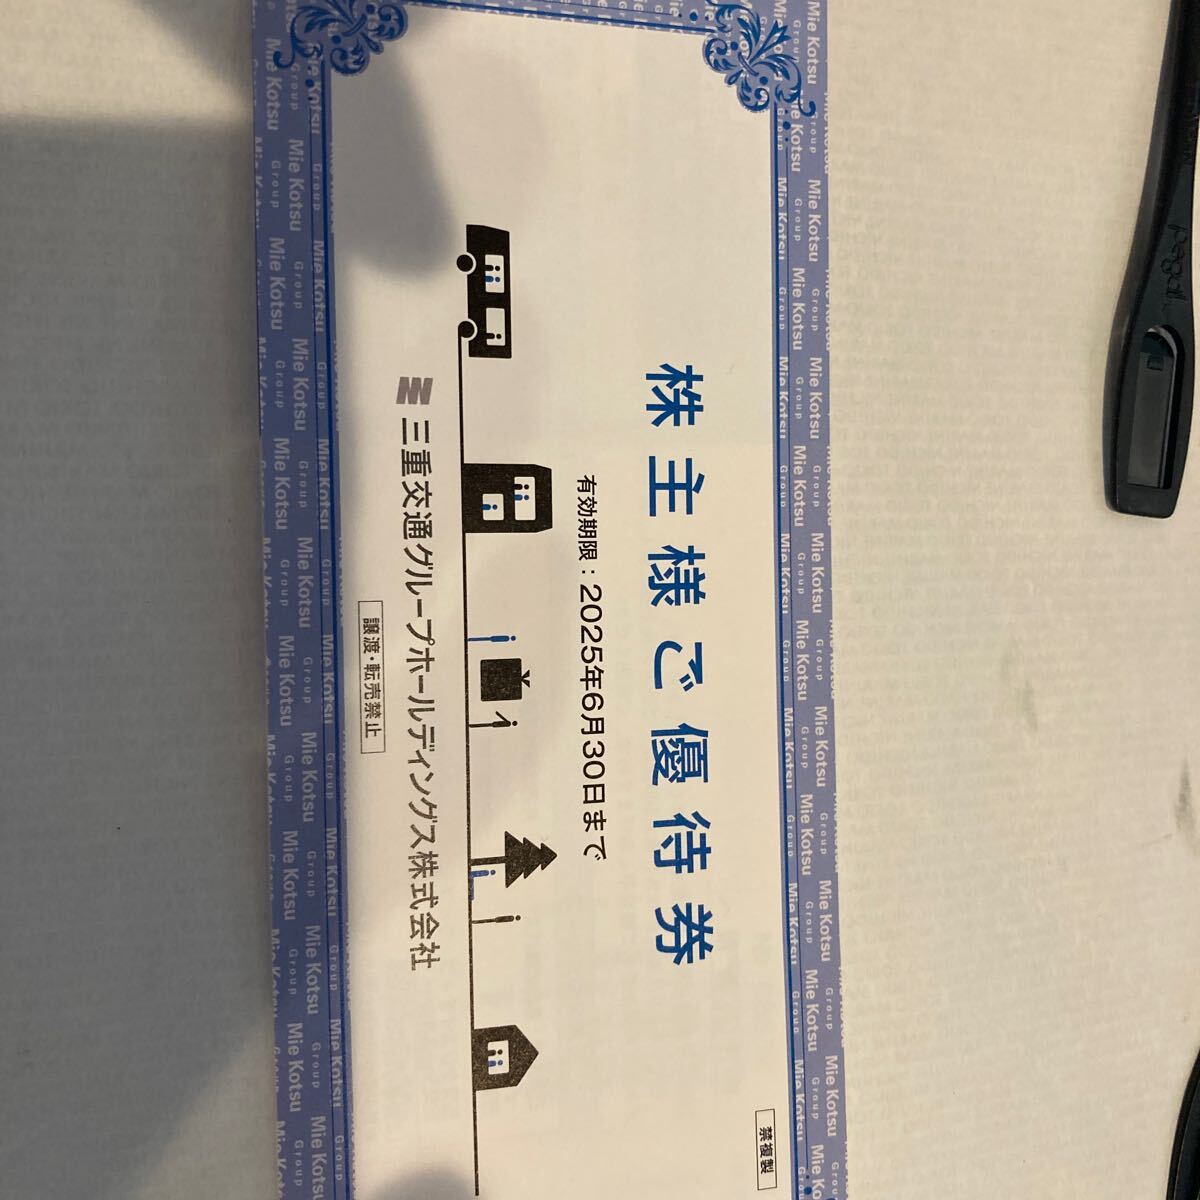 禁複製
株主様ご優待券
有効期限：2025年6月30日まで
三重交通グループホールディングス株式会社
譲渡・転売禁止
Mie Kotsu
Group